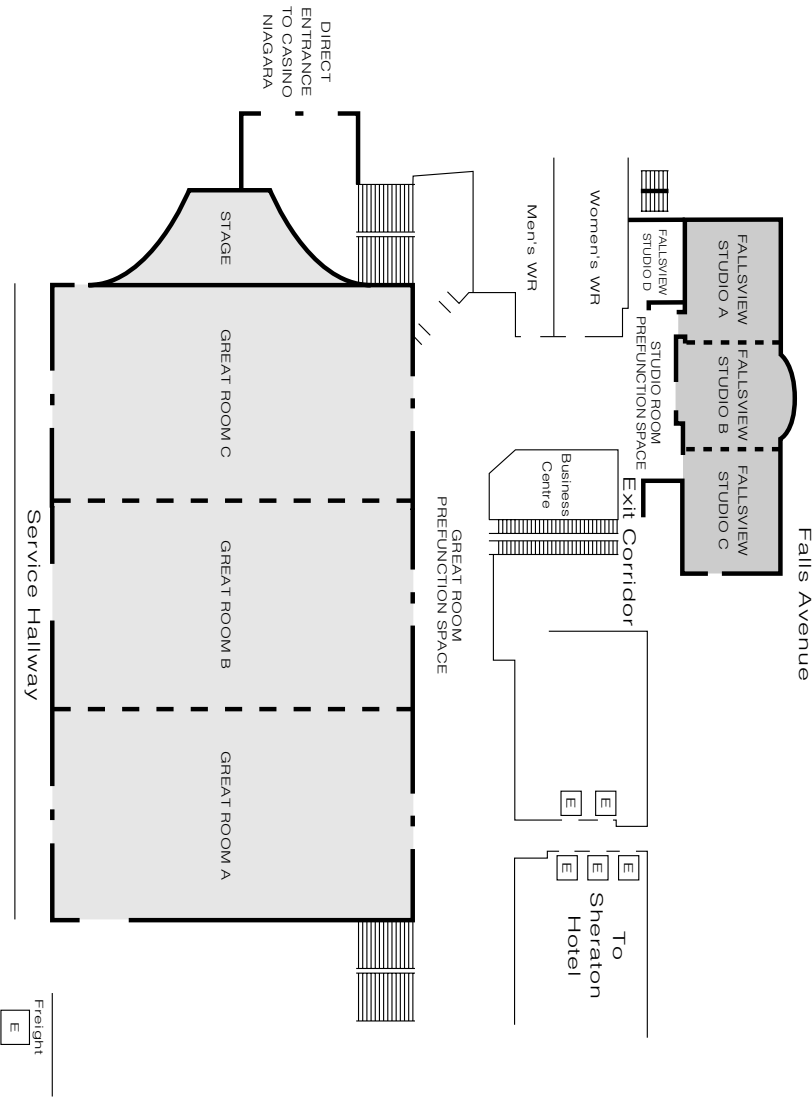 DIRECT
ENTRANCE
TO CASINO
NIAGARA
STAGE
GREAT ROOM C
GREAT ROOM B
GREAT ROOM A
Service Hallway
Freight
E
GREAT ROOM
PREFUNCTION SPACE
Men's WR
Women's WR
FALLSVIEW
STUDIO D
FALLSVIEW
STUDIO A
FALLSVIEW
STUDIO B
FALLSVIEW
STUDIO C
STUDIO ROOM
PREFUNCTION SPACE
Business
Centre
Exit Corridor
Falls Avenue
E
E
E
E
E
To
Sheraton
Hotel